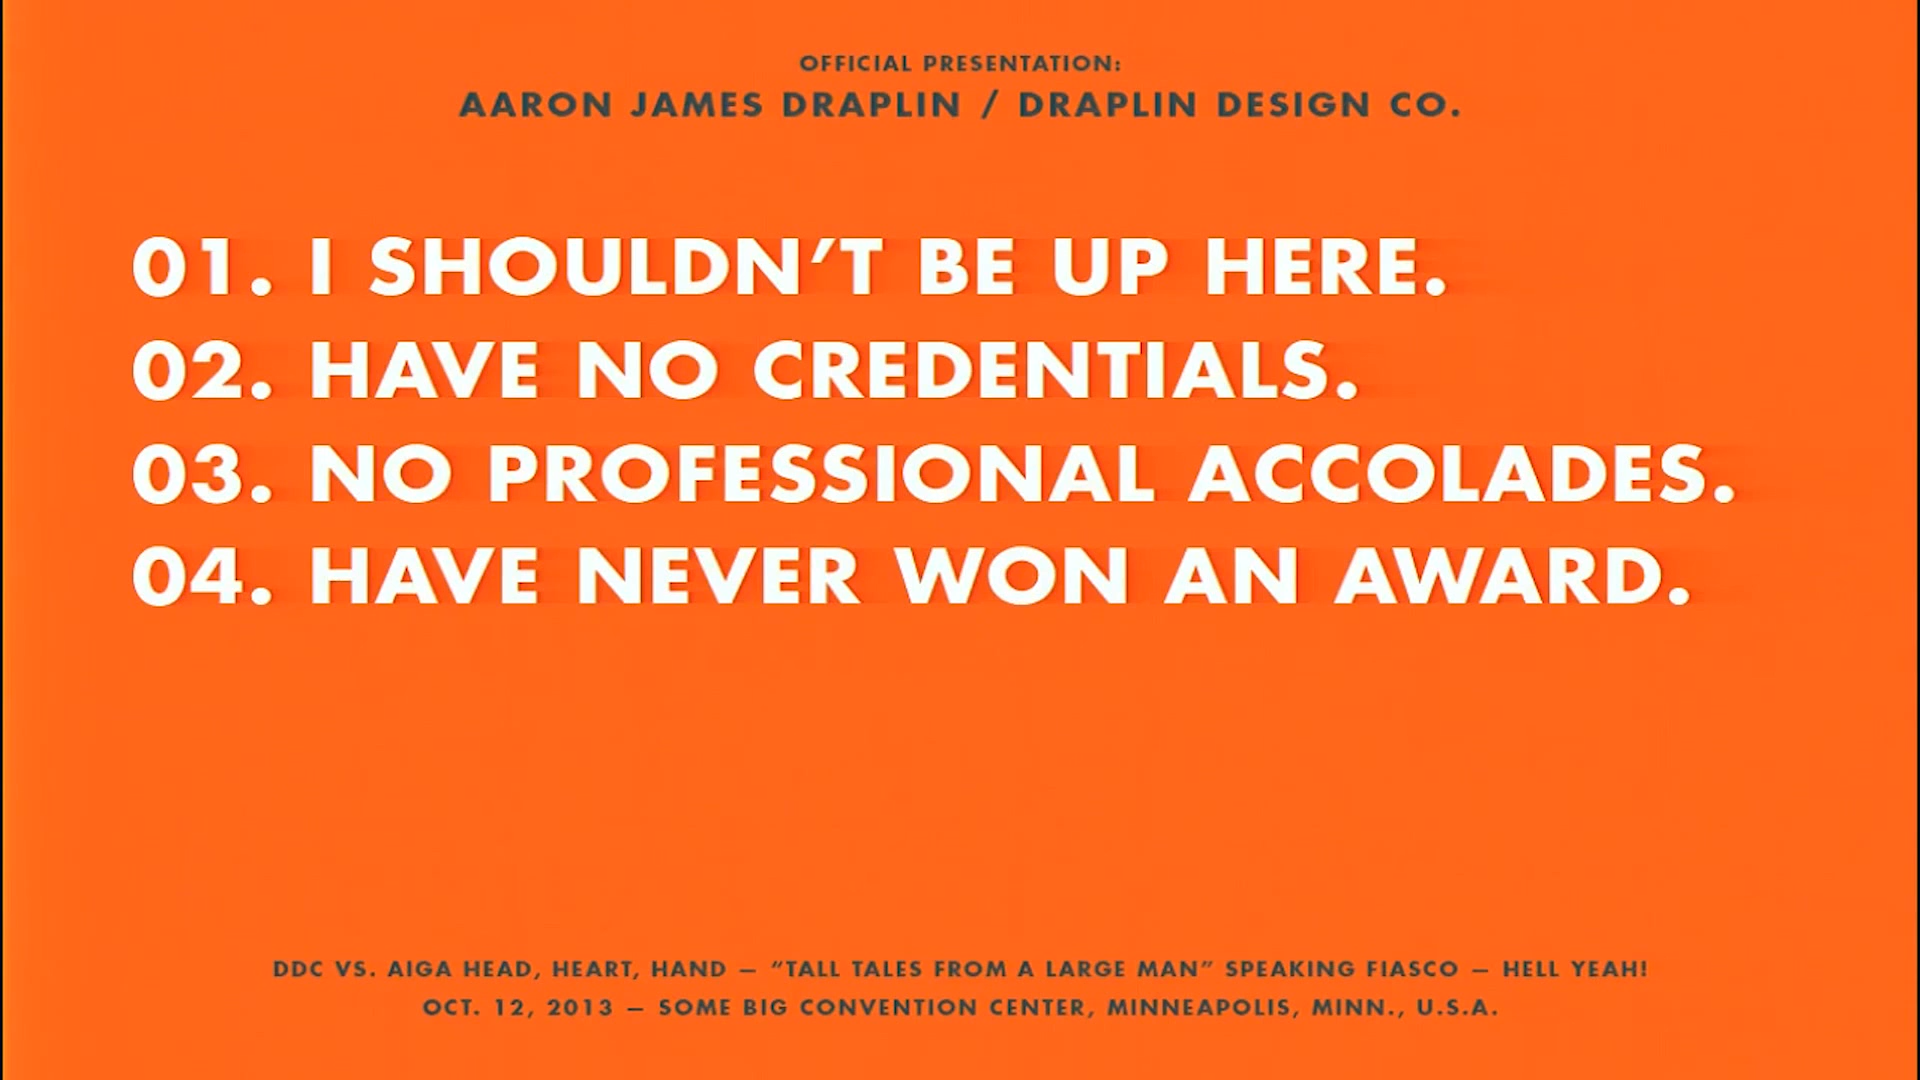 OFFICIAL PRESENTATION:
AARON JAMES DRAPLIN / DRAPLIN DESIGN CO.
01. I SHOULDN'T BE UP HERE.
02. HAVE NO CREDENTIALS.
03. NO PROFESSIONAL ACCOLADES.
04. HAVE NEVER WON AN AWARD.
DDC VS. AIGA HEAD, HEART, HAND – “TALL TALES FROM A LARGE MAN” SPEAKING FIASCO – HELL YEAH!
OCT. 12, 2013 – SOME BIG CONVENTION CENTER, MINNEAPOLIS, MINN., U.S.A.